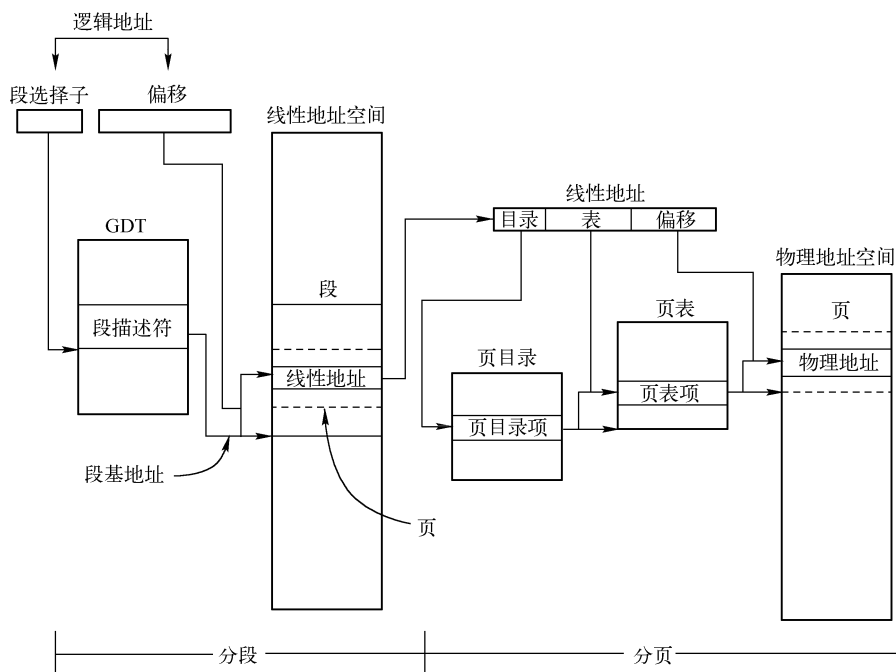 逻辑地址
段选择子
偏移
线性地址空间
GDT
段描述符
段基地址
段
线性地址
页
线性地址
目录
表
偏移
页目录
页目录项
页表
页表项
物理地址空间
页
物理地址
分段
分页